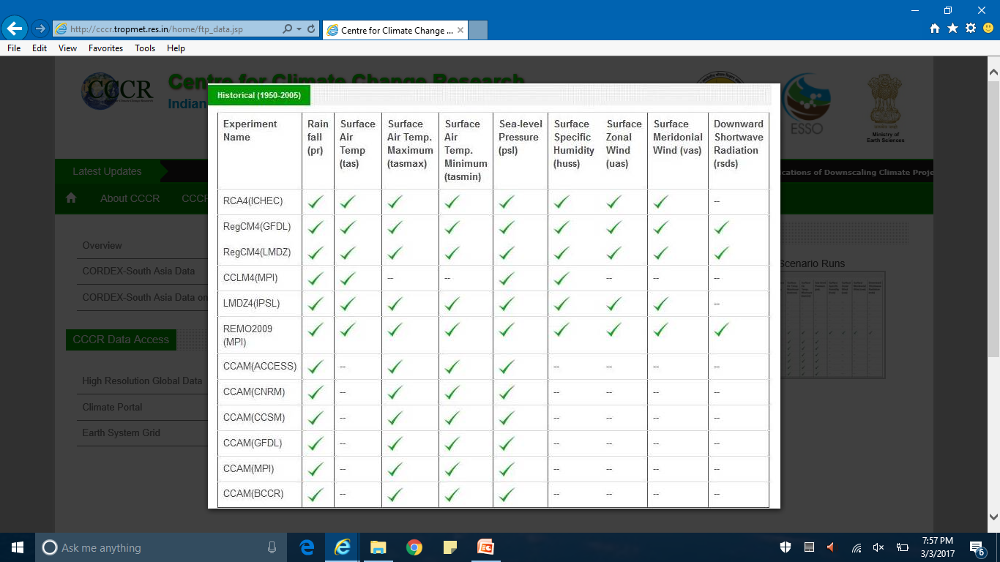 http://cccr.tropmet.res.in/home/ftp_data.jsp
Centre for Climate Change ...
File Edit View Favorites Tools Help
CCCR
Centre for Climate Change Research
Indian
ESSO
Ministry of
Earth Sciences
Latest Updates
cations of Downscaling Climate Proje
About CCCR CCCR
Overview
CORDEX-South Asia Data
CORDEX-South Asia Data on
CCCR Data Access
High Resolution Global Data
Climate Portal
Earth System Grid
Scenario Runs
Historical (1950-2005)
Experiment Name
Rain fall (pr)
Surface Air Temp (tas)
Surface Air Temp. Maximum (tasmax)
Surface Air Temp. Minimum (tasmin)
Sea-level Pressure (psl)
Surface Specific Humidity (huss)
Surface Zonal Wind (uas)
Surface Meridonial Wind (vas)
Downward Shortwave Radiation (rsds)
RCA4(ICHEC) ✓ ✓ ✓ ✓ ✓ ✓ ✓ ✓ --
RegCM4(GFDL) ✓ ✓ ✓ ✓ ✓ ✓ ✓ ✓ ✓
RegCM4(LMDZ) ✓ ✓ ✓ ✓ ✓ ✓ ✓ ✓ ✓
CCLM4(MPI) ✓ ✓ -- -- ✓ ✓ -- -- --
LMDZ4(IPSL) ✓ ✓ ✓ ✓ ✓ ✓ ✓ ✓ --
REMO2009 ✓ ✓ ✓ ✓ ✓ ✓ ✓ ✓ ✓
(MPI)
CCAM(ACCESS) ✓ -- ✓ ✓ ✓ -- -- -- --
CCAM(CNRM) ✓ -- ✓ ✓ ✓ -- -- -- --
CCAM(CCSM) ✓ -- ✓ ✓ ✓ -- -- -- --
CCAM(GFDL) ✓ -- ✓ ✓ ✓ -- -- -- --
CCAM(MPI) ✓ -- ✓ ✓ ✓ -- -- -- --
CCAM(BCCR) ✓ -- ✓ ✓ ✓ -- -- -- --
Ask me anything
7:57 PM
3/3/2017
6